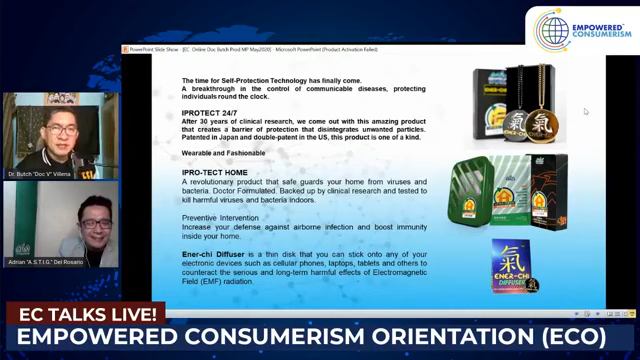 EMPOWERED
CONSUMERISM
PowerPoint Slide Show - [EC Online Doc Butch Prod MP May2020] - Microsoft PowerPoint (Product Activation Failed)
The time for Self-Protection Technology has finally come.
A breakthrough in the control of communicable diseases, protecting
individuals round the clock.
IPROTECT 24/7
After 30 years of clinical research, we come out with this amazing product
that creates a barrier of protection that disintegrates unwanted particles.
Patented in Japan and double-patent in the US, this product is one of a kind.
Wearable and Fashionable
IPRO-TECT HOME
A revolutionary product that safe guards your home from viruses and
bacteria. Doctor Formulated. Backed up by clinical research and tested to
kill harmful viruses and bacteria indoors.
Preventive Intervention
Increase your defense against airborne infection and boost immunity
inside your home.
Ener-chi Diffuser is a thin disk that you can stick onto any of your
electronic devices such as cellular phones, laptops, tablets and others to
counteract the serious and long-term harmful effects of Electromagnetic
Field (EMF) radiation.
ENER-CHI
氣
氣
氣
ENER-CHI
DIFFUSER
Dr. Butch "Doc V" Villena
Adrian "A.S.T.I.G." Del Rosario
EC TALKS LIVE!
EMPOWERED CONSUMERISM ORIENTATION (ECO)